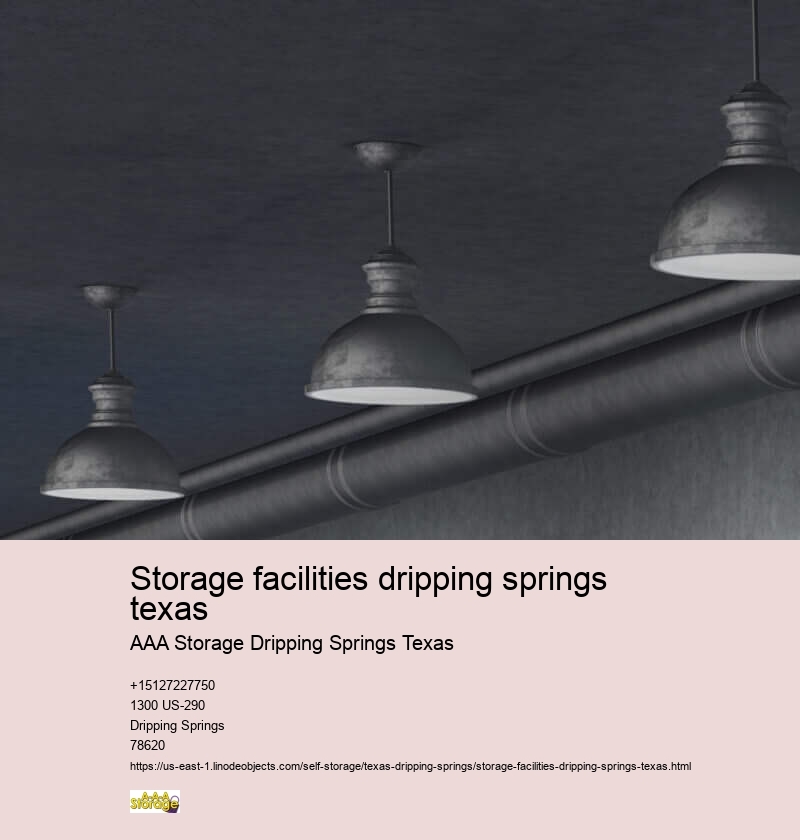 Storage facilities dripping springs
texas
AAA Storage Dripping Springs Texas
+15127227750
1300 US-290
Dripping Springs
78620
https://us-east-1.linodeobjects.com/self-storage/texas-dripping-springs/storage-facilities-dripping-springs-texas.html
AAA
Storage